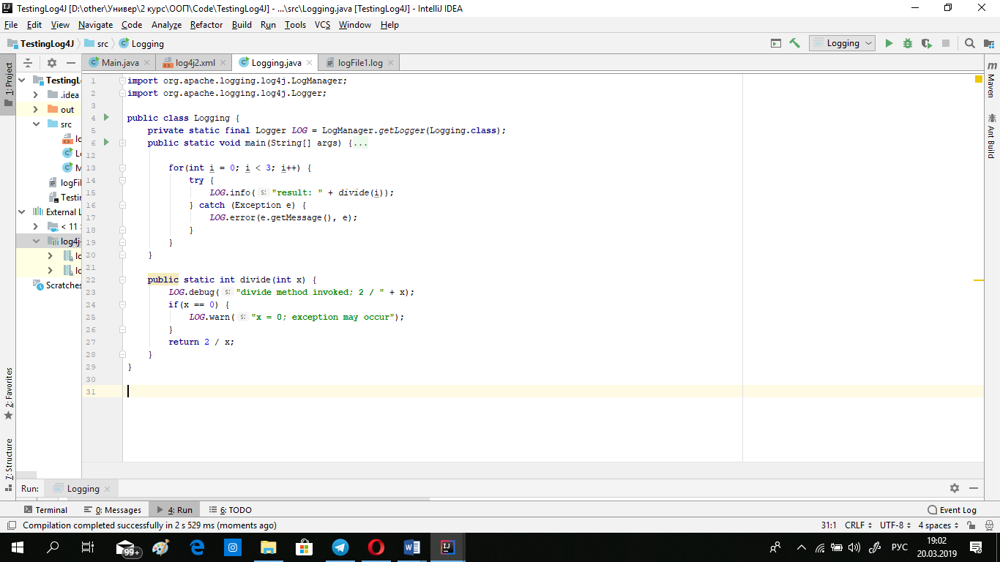 TestingLog4J [D:\other\Универ\2 курс\ООП\Code\TestingLog4J] - ...\src\Logging.java [TestingLog4J] - IntelliJ IDEA
File Edit View Navigate Code Analyze Refactor Build Run Tools VCS Window Help
TestingLog4J src Logging
Logging
Main.java log4j2.xml Logging.java logFile1.log
1: Project
2: Favorites
7: Structure
TestingL
.idea
out
src
lo
L
M
logFil
Testin
External L
< 11
log4j-
lo
lo
Scratches
1 import org.apache.logging.log4j.LogManager;
2 import org.apache.logging.log4j.Logger;
3
4 public class Logging {
5 private static final Logger LOG = LogManager.getLogger(Logging.class);
6 public static void main(String[] args) {...
12
13 for(int i = 0; i < 3; i++) {
14 try {
15 LOG.info( s: "result: " + divide(i));
16 } catch (Exception e) {
17 LOG.error(e.getMessage(), e);
18 }
19 }
20 }
21
22 public static int divide(int x) {
23 LOG.debug( s: "divide method invoked; 2 / " + x);
24 if(x == 0) {
25 LOG.warn( s: "x = 0; exception may occur");
26 }
27 return 2 / x;
28 }
29 }
30
31
Maven
Ant Build
Run: Logging
Terminal 0: Messages 4: Run 6: TODO Event Log
Compilation completed successfully in 2 s 529 ms (moments ago) 31:1 CRLF UTF-8 4 spaces
99+
РУС
19:02
20.03.2019